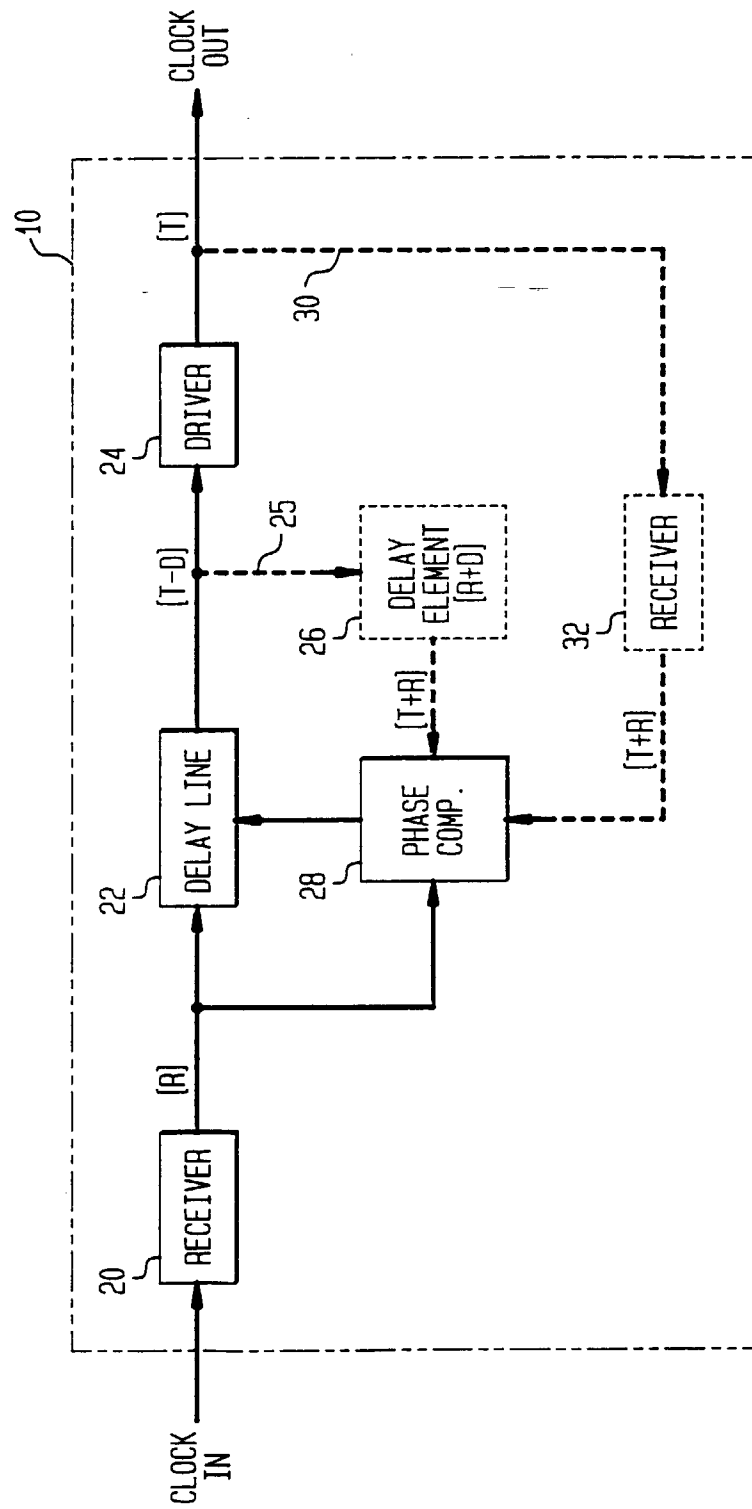 10
CLOCK
IN
20
RECEIVER
[R]
22
DELAY LINE
[T-D]
24
DRIVER
[T]
CLOCK
OUT
25
30
28
PHASE
COMP.
[T+R]
26
DELAY
ELEMENT
[R+D]
[T+R]
32
RECEIVER